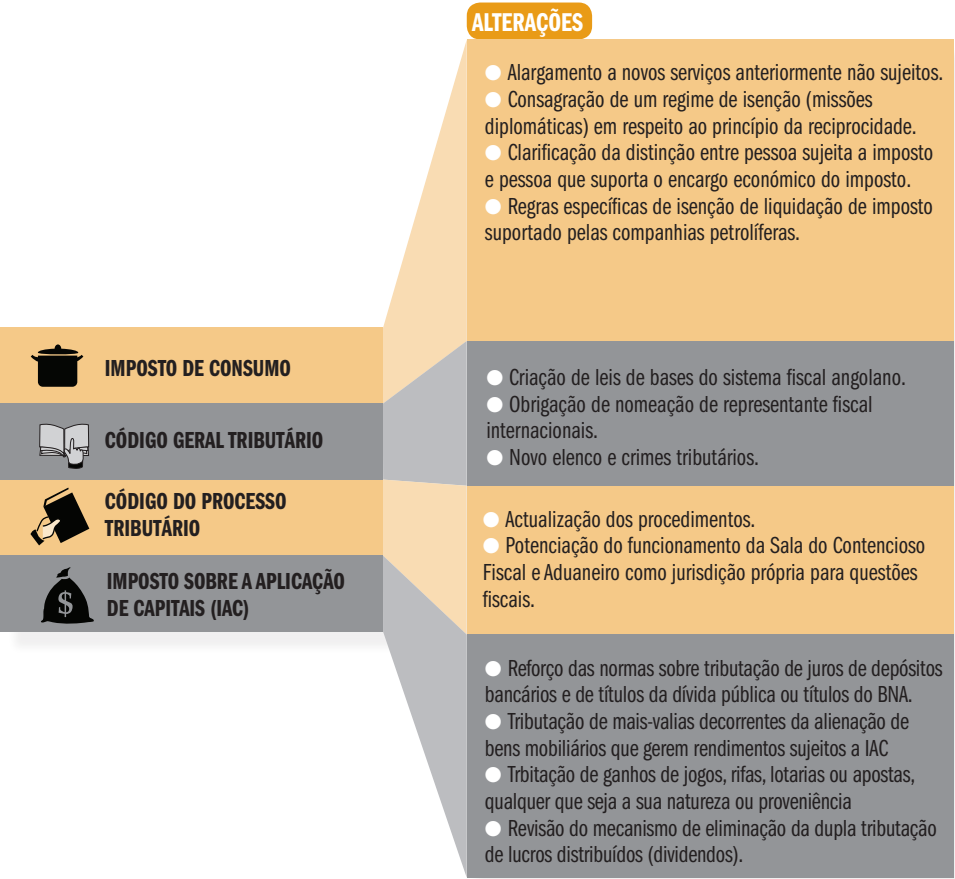 ALTERAÇÕES
● Alargamento a novos serviços anteriormente não sujeitos.
● Consagração de um regime de isenção (missões
diplomáticas) em respeito ao princípio da reciprocidade.
● Clarificação da distinção entre pessoa sujeita a imposto
e pessoa que suporta o encargo económico do imposto.
● Regras específicas de isenção de liquidação de imposto
suportado pelas companhias petrolíferas.
IMPOSTO DE CONSUMO
● Criação de leis de bases do sistema fiscal angolano.
● Obrigação de nomeação de representante fiscal
internacionais.
● Novo elenco e crimes tributários.
CÓDIGO GERAL TRIBUTÁRIO
CÓDIGO DO PROCESSO
TRIBUTÁRIO
● Actualização dos procedimentos.
● Potenciação do funcionamento da Sala do Contencioso
Fiscal e Aduaneiro como jurisdição própria para questões
fiscais.
$
IMPOSTO SOBRE A APLICAÇÃO
DE CAPITAIS (IAC)
● Reforço das normas sobre tributação de juros de depósitos
bancários e de títulos da dívida pública ou títulos do BNA.
● Tributação de mais-valias decorrentes da alienação de
bens mobiliários que gerem rendimentos sujeitos a IAC
● Trbitação de ganhos de jogos, rifas, lotarias ou apostas,
qualquer que seja a sua natureza ou proveniência
● Revisão do mecanismo de eliminação da dupla tributação
de lucros distribuídos (dividendos).